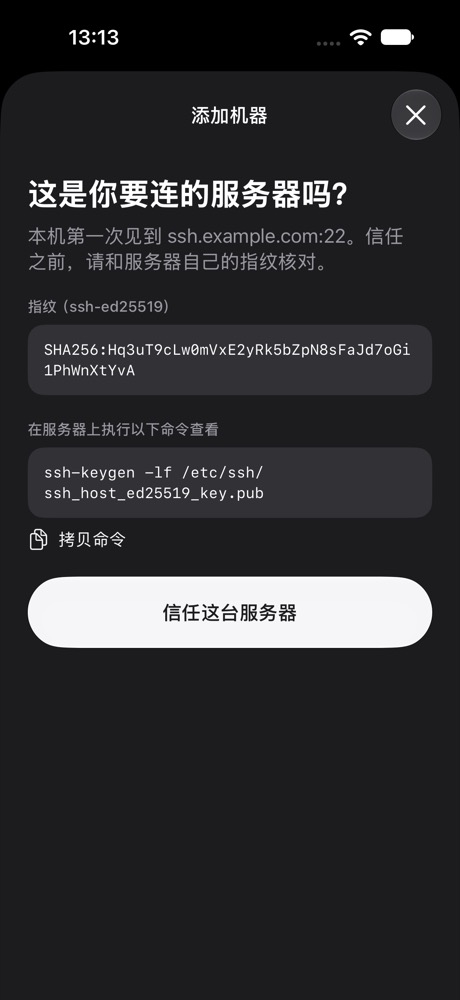 13:13
添加机器
这是你要连的服务器吗?
本机第一次见到 ssh.example.com:22。信任
之前，请和服务器自己的指纹核对。
指纹（ssh-ed25519）
SHA256:Hq3uT9cLw0mVxE2yRk5bZpN8sFaJd7oGi
1PhWnXtYvA
在服务器上执行以下命令查看
ssh-keygen -lf /etc/ssh/
ssh_host_ed25519_key.pub
拷贝命令
信任这台服务器